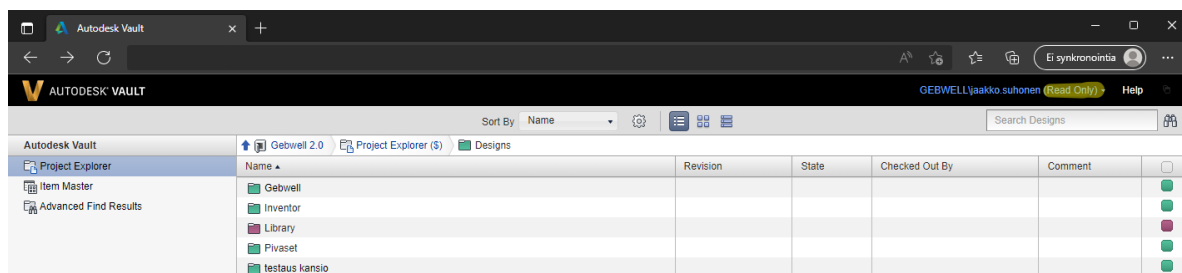 Autodesk Vault
Ei synkronointia
AUTODESK® VAULT
GEBWELL\jaakko.suhonen (Read Only)
Help
Sort By Name
Search Designs
Autodesk Vault
Gebwell 2.0 Project Explorer ($) Designs
Project Explorer
Name Revision State Checked Out By Comment
Item Master
Gebwell
Advanced Find Results
Inventor
Library
Pivaset
testaus kansio